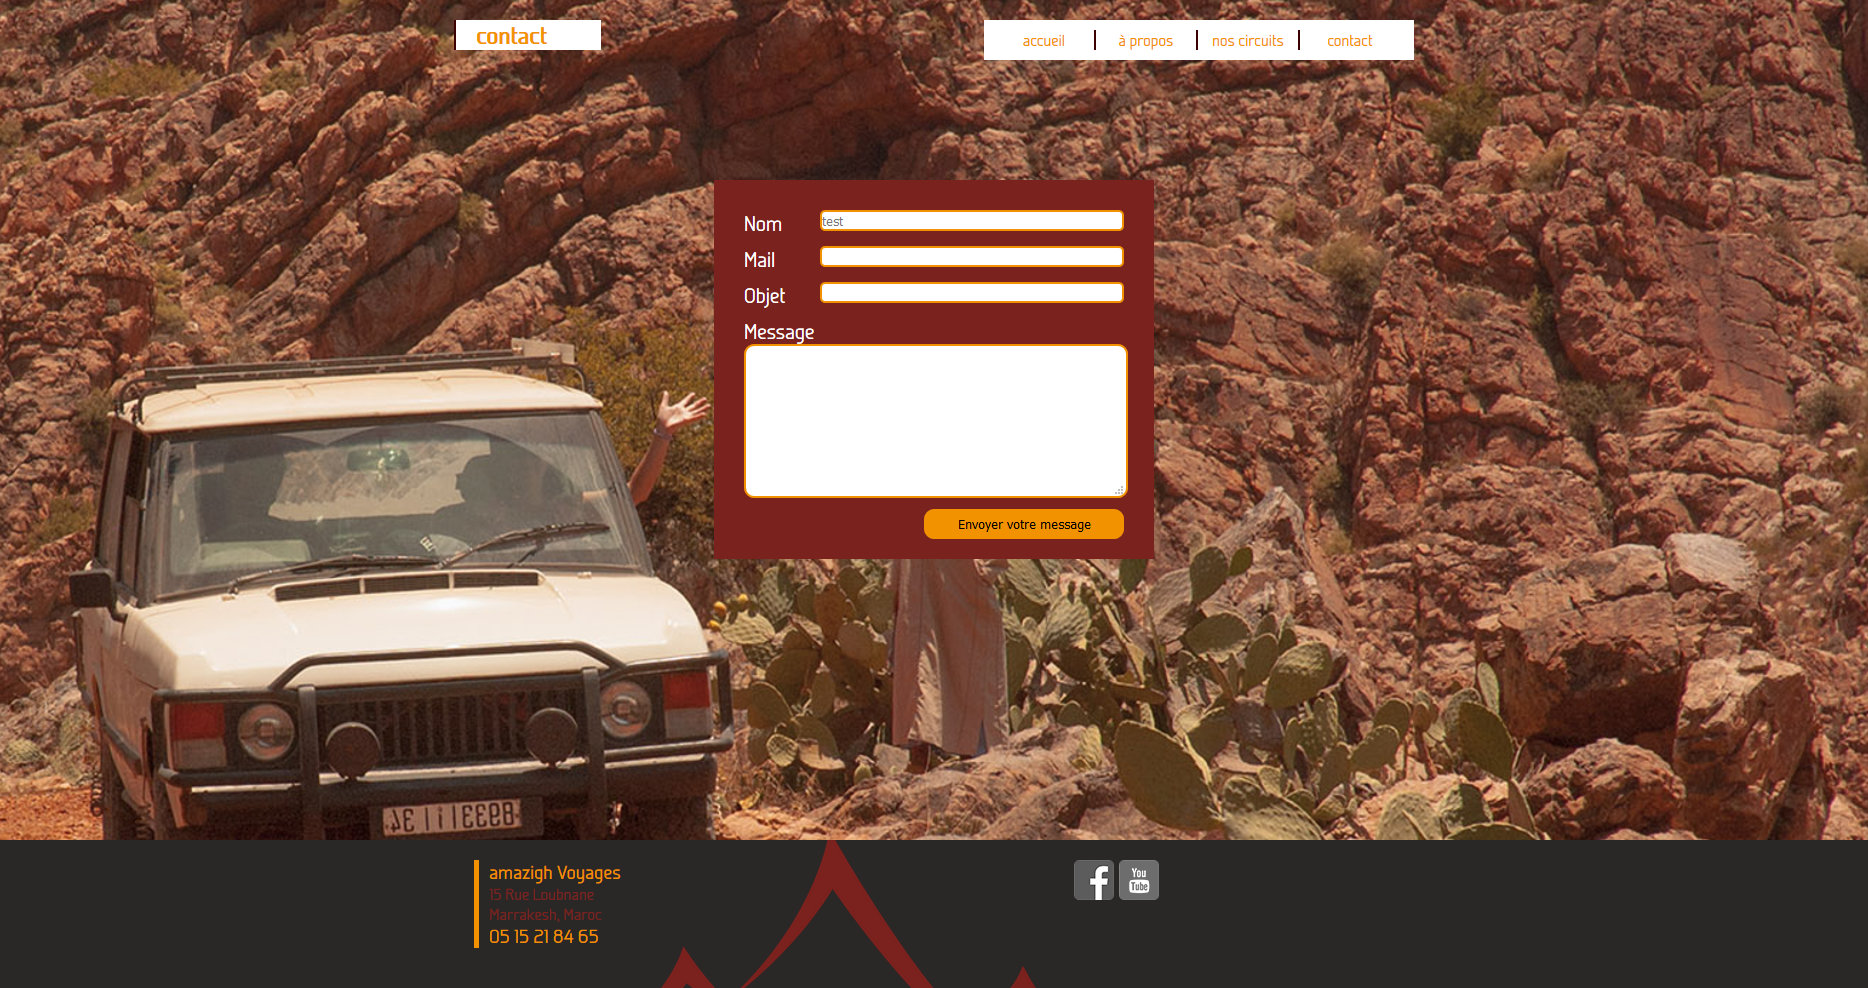 contact
accueil
à propos
nos circuits
contact
Nom
test
Mail
Objet
Message
Envoyer votre message
amazigh Voyages
15 Rue Loubnane
Marrakesh, Maroc
05 15 21 84 65
You
Tube